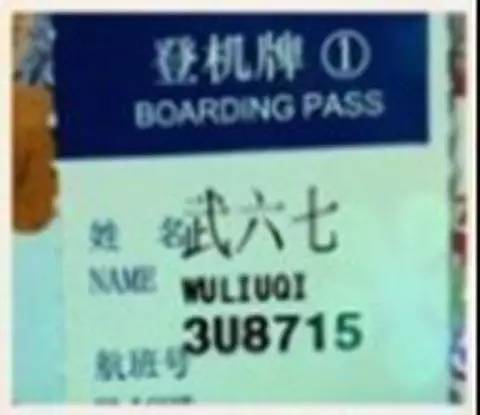 登机牌 ①
BOARDING PASS
姓 名 武六七
NAME WULIUQI
航班号 3U8715